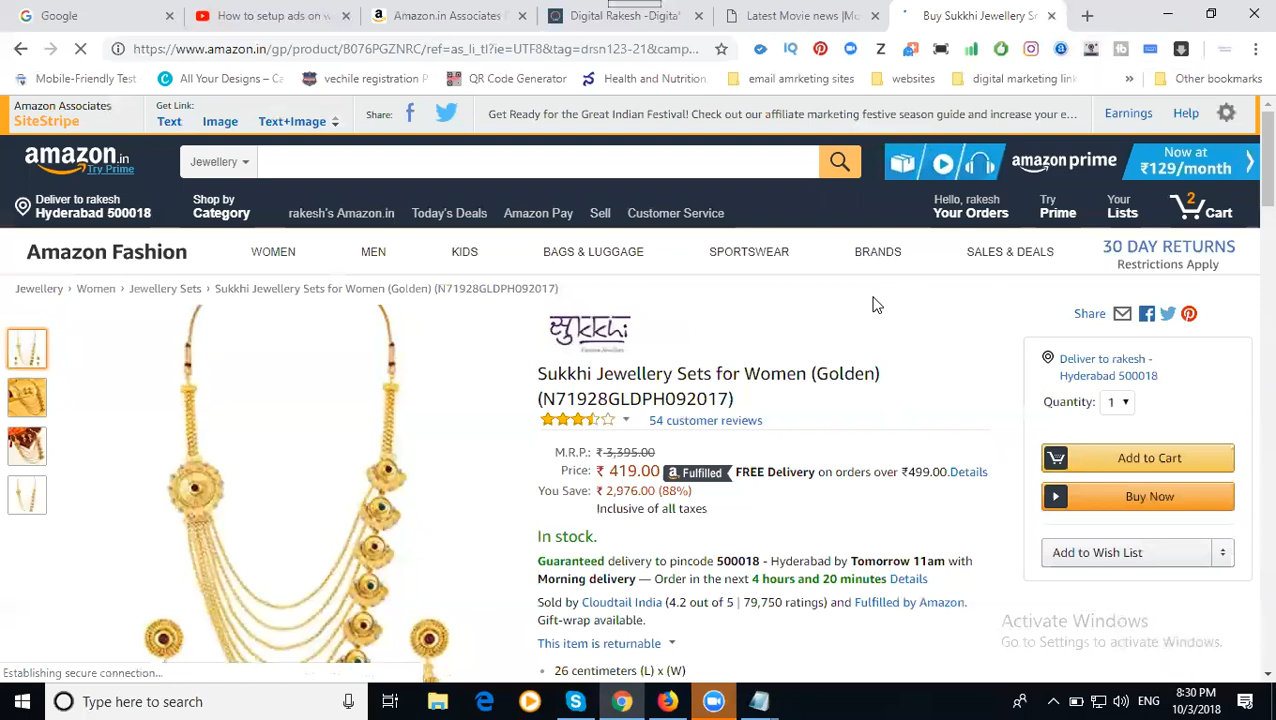 Google
How to setup ads on w
Amazon.in Associates
Digital Rakesh -Digita
Latest Movie news | Mo
Buy Sukkhi Jewellery Se
https://www.amazon.in/gp/product/B076PGZNRC/ref=as_li_tl?ie=UTF8&tag=drsn123-21&camp...
Mobile-Friendly Test
All Your Designs – Ca
vechile registration P
QR Code Generator
Health and Nutrition
email amrketing sites
websites
digital marketing link
Other bookmarks
Amazon Associates
SiteStripe
Get Link:
Text
Image
Text+Image
Share:
Get Ready for the Great Indian Festival! Check out our affiliate marketing festive season guide and increase your e...
Earnings
Help
amazon.in
Try Prime
Jewellery
amazon prime
Now at
₹129/month
Deliver to rakesh
Hyderabad 500018
Shop by
Category
rakesh's Amazon.in
Today's Deals
Amazon Pay
Sell
Customer Service
Hello, rakesh
Your Orders
Try
Prime
Your
Lists
2
Cart
Amazon Fashion
WOMEN
MEN
KIDS
BAGS & LUGGAGE
SPORTSWEAR
BRANDS
SALES & DEALS
30 DAY RETURNS
Restrictions Apply
Jewellery › Women › Jewellery Sets › Sukkhi Jewellery Sets for Women (Golden) (N71928GLDPH092017)
सुkkhi
Fashion Jewellery
Share
Sukkhi Jewellery Sets for Women (Golden)
(N71928GLDPH092017)
54 customer reviews
M.R.P.: ₹ 3,395.00
Price: ₹ 419.00 a. Fulfilled FREE Delivery on orders over ₹499.00.Details
You Save: ₹ 2,976.00 (88%)
Inclusive of all taxes
In stock.
Guaranteed delivery to pincode 500018 - Hyderabad by Tomorrow 11am with
Morning delivery — Order in the next 4 hours and 20 minutes Details
Sold by Cloudtail India (4.2 out of 5 | 79,750 ratings) and Fulfilled by Amazon.
Gift-wrap available.
This item is returnable
26 centimeters (L) x (W)
Deliver to rakesh -
Hyderabad 500018
Quantity: 1
Add to Cart
Buy Now
Add to Wish List
Activate Windows
Go to Settings to activate Windows.
Establishing secure connection...
Type here to search
ENG
8:30 PM
10/3/2018